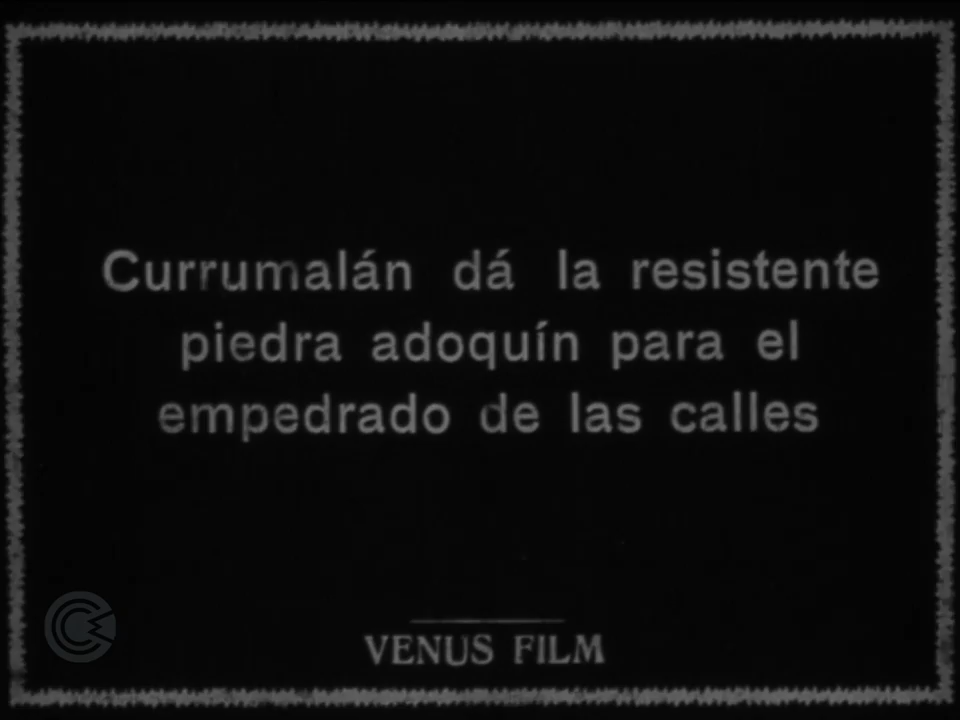 Currumalán dá la resistente
piedra adoquín para el
empedrado de las calles
VENUS FILM